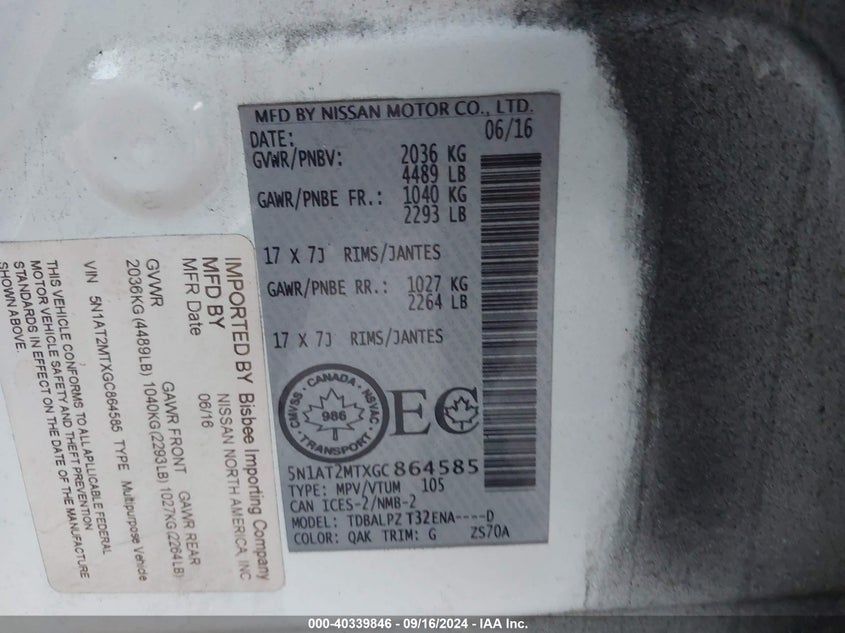 MFD BY NISSAN MOTOR CO., LTD.
DATE: 06/16
GVWR/PNBV: 2036 KG
4489 LB
GAWR/PNBE FR.: 1040 KG
2293 LB
17 X 7J RIMS/JANTES
GAWR/PNBE RR.: 1027 KG
2264 LB
17 X 7J RIMS/JANTES
CANADA
CMVSS NSVAC
986
TRANSPORT
EC
5N1AT2MTXGC864585
TYPE: MPV/VTUM 105
CAN ICES-2/NMB-2
MODEL: TDBALPZ T32ENA----D
COLOR: QAK TRIM: G ZS70A
IMPORTED BY Bisbee Importing Company
MFD BY NISSAN NORTH AMERICA, INC
MFR Date 06/16
GVWR GAWR FRONT GAWR REAR
2036KG (4489LB) 1040KG (2293LB) 1027KG (2264LB)
VIN 5N1AT2MTXGC864585 TYPE Multipurpose Vehicle
THIS VEHICLE CONFORMS TO ALL APLLICABLE FEDERAL
MOTOR VEHICLE SAFETY AND THEFT PREVENTION
STANDARDS IN EFFECT ON THE DATE OF MANUFACTURE
SHOWN ABOVE.
000-40339846 - 09/16/2024 - IAA Inc.